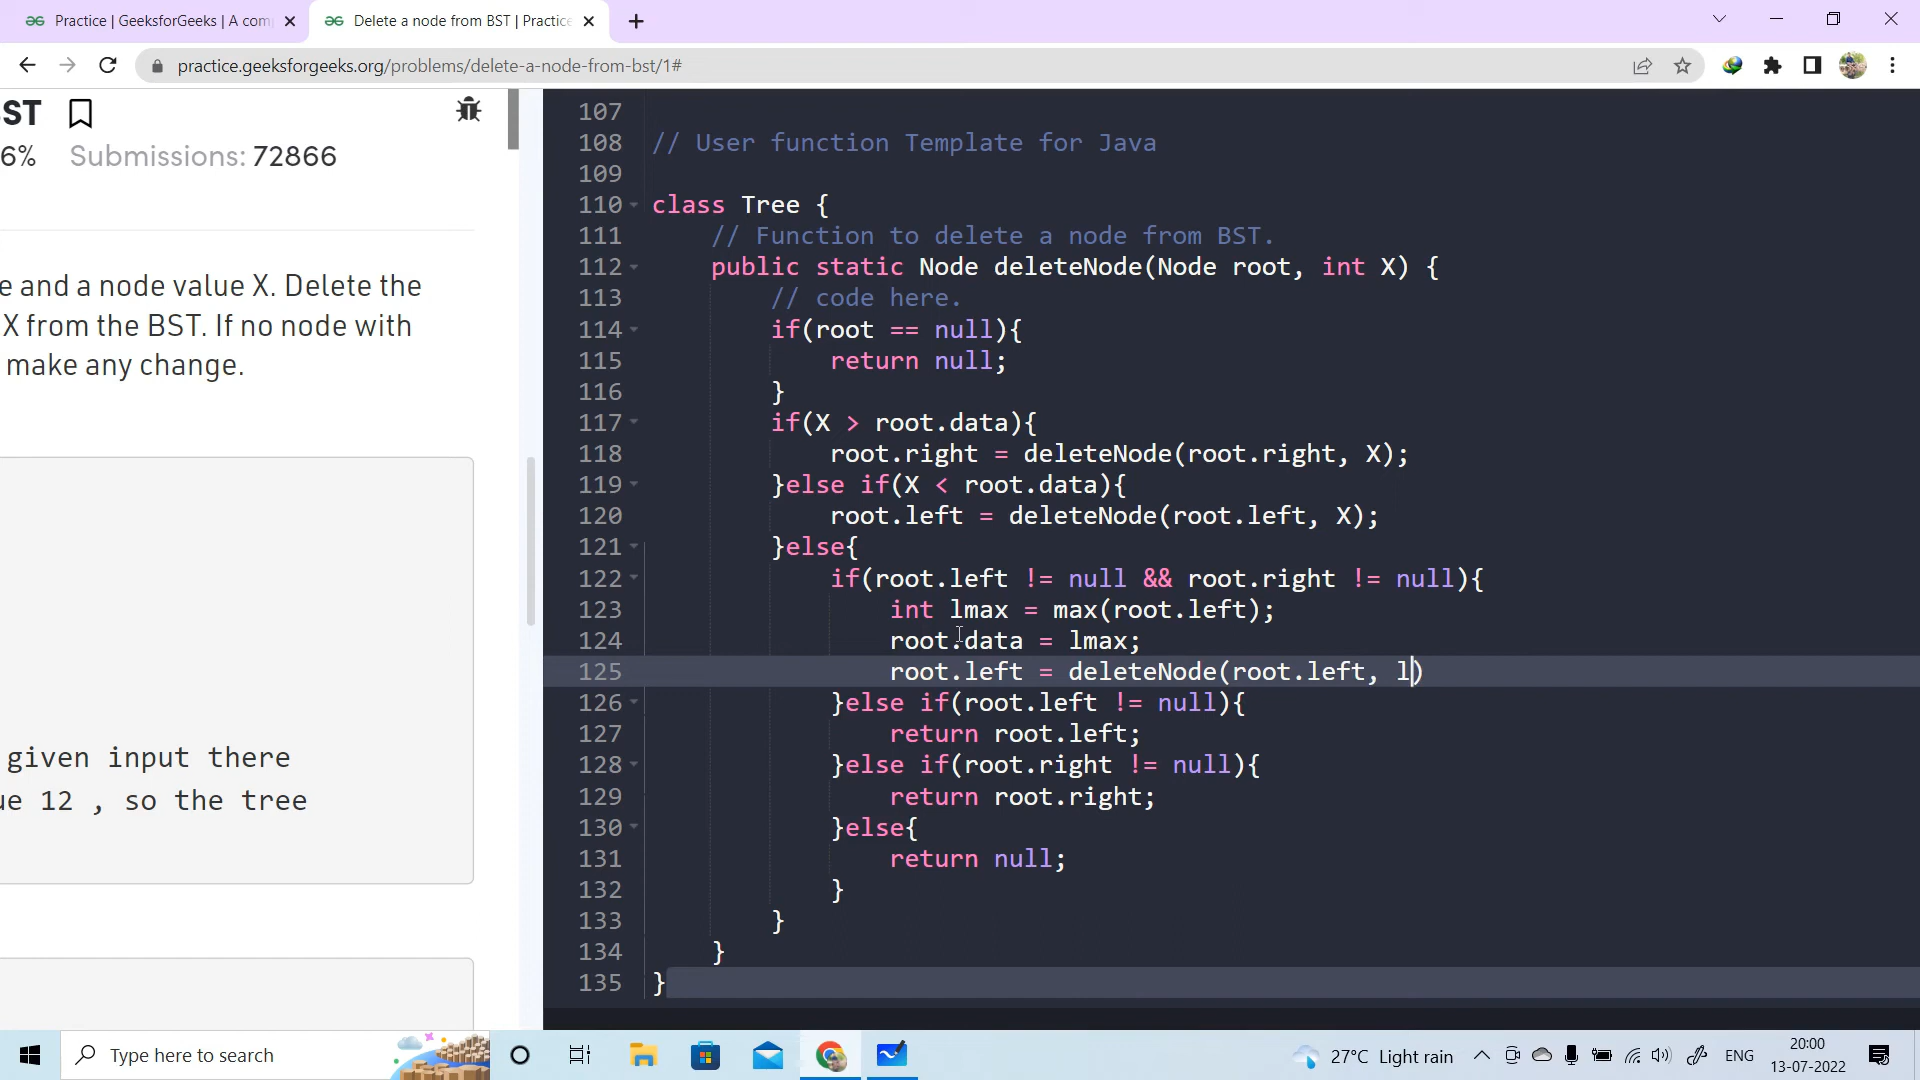 Practice | GeeksforGeeks | A com
Delete a node from BST | Practice
practice.geeksforgeeks.org/problems/delete-a-node-from-bst/1#
ST
6% Submissions: 72866
e and a node value X. Delete the
X from the BST. If no node with
make any change.
given input there
ue 12 , so the tree
107
108 // User function Template for Java
109
110 class Tree {
111 // Function to delete a node from BST.
112 public static Node deleteNode(Node root, int X) {
113 // code here.
114 if(root == null){
115 return null;
116 }
117 if(X > root.data){
118 root.right = deleteNode(root.right, X);
119 }else if(X < root.data){
120 root.left = deleteNode(root.left, X);
121 }else{
122 if(root.left != null && root.right != null){
123 int lmax = max(root.left);
124 root.data = lmax;
125 root.left = deleteNode(root.left, l)
126 }else if(root.left != null){
127 return root.left;
128 }else if(root.right != null){
129 return root.right;
130 }else{
131 return null;
132 }
133 }
134 }
135 }
Type here to search
27°C Light rain
ENG
20:00
13-07-2022